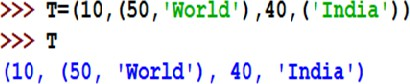 >>> T=(10,(50,'World'),40,('India'))
>>> T
(10, (50, 'World'), 40, 'India')